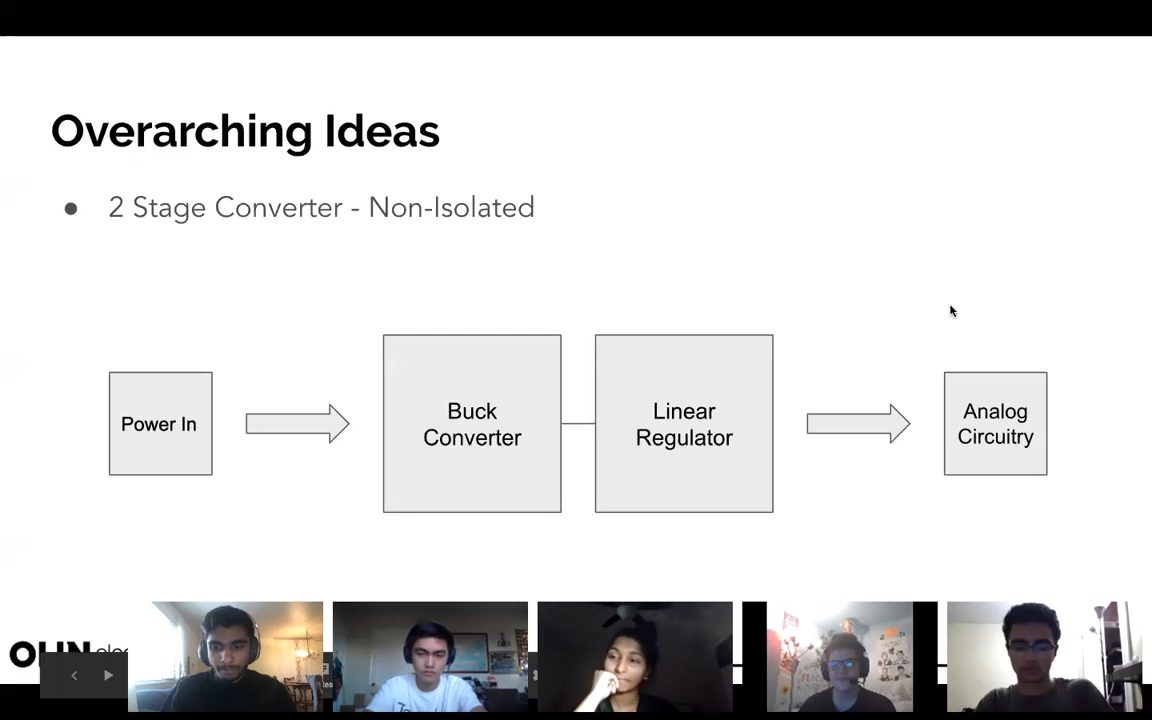 Overarching Ideas
● 2 Stage Converter - Non-Isolated
Power In
Buck
Converter
Linear
Regulator
Analog
Circuitry